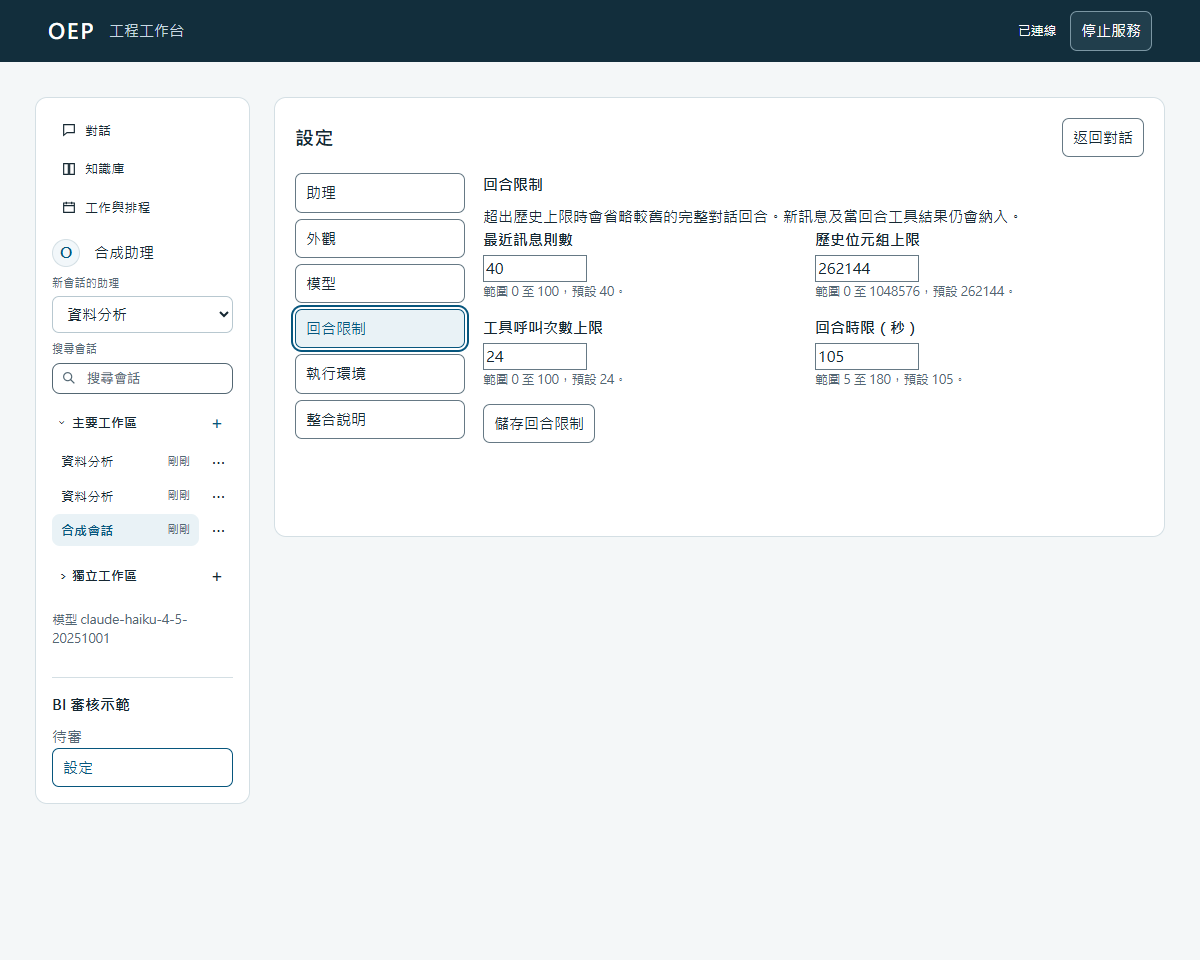 OEP 工程工作台
已連線
停止服務
對話
知識庫
工作與排程
O 合成助理
新會話的助理
資料分析
搜尋會話
搜尋會話
主要工作區 +
資料分析 剛剛 ...
資料分析 剛剛 ...
合成會話 剛剛 ...
獨立工作區 +
模型 claude-haiku-4-5-
20251001
BI 審核示範
待審
設定
設定
返回對話
助理
外觀
模型
回合限制
執行環境
整合說明
回合限制
超出歷史上限時會省略較舊的完整對話回合。新訊息及當回合工具結果仍會納入。
最近訊息則數
40
範圍 0 至 100，預設 40。
歷史位元組上限
262144
範圍 0 至 1048576，預設 262144。
工具呼叫次數上限
24
範圍 0 至 100，預設 24。
回合時限（秒）
105
範圍 5 至 180，預設 105。
儲存回合限制